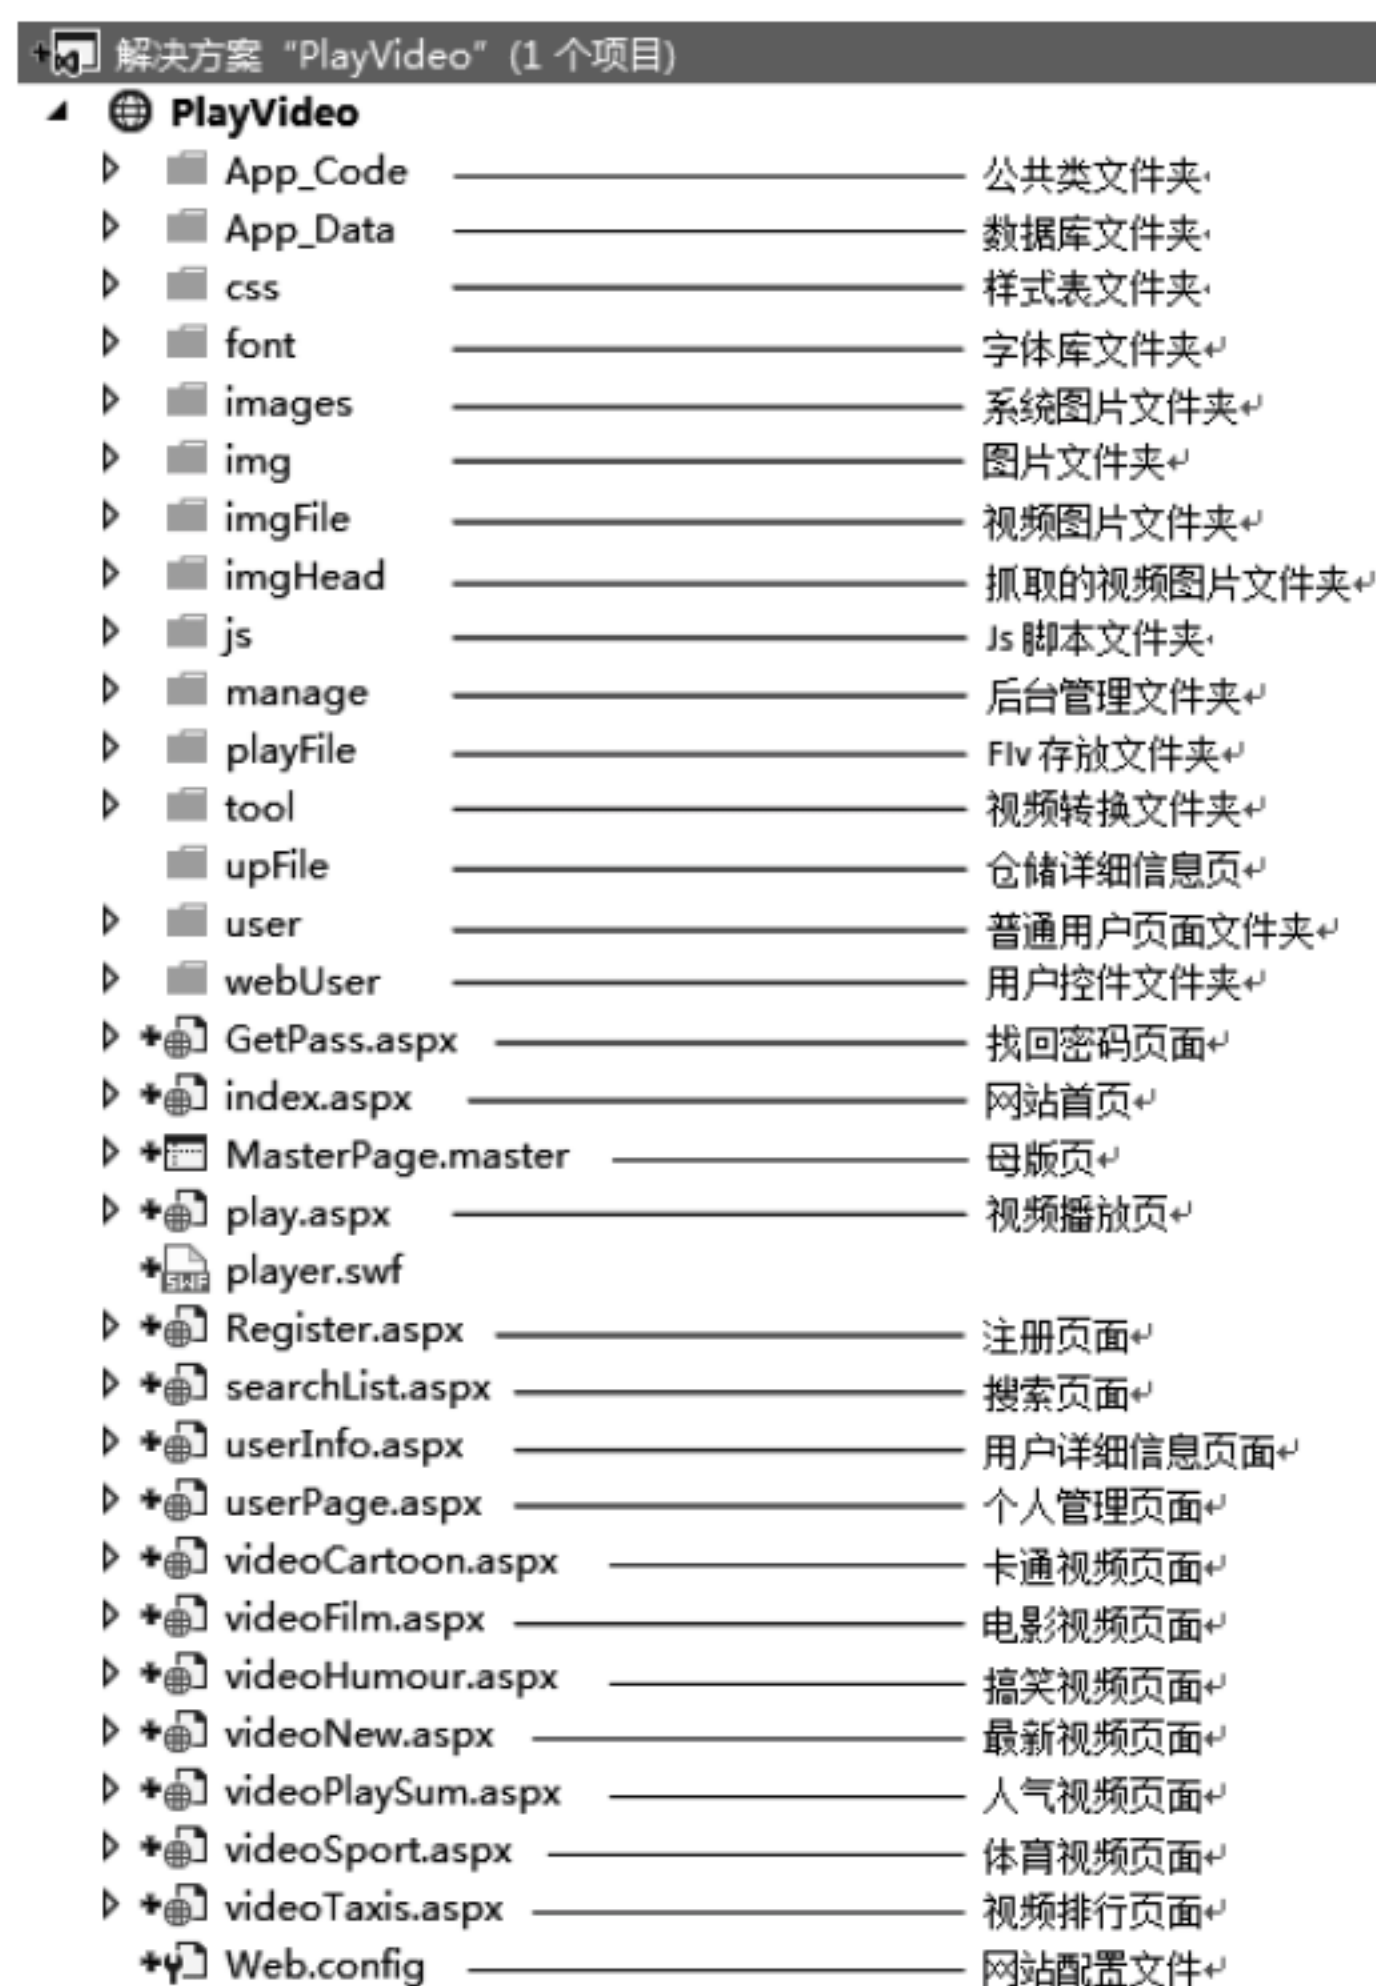 解决方案 “PlayVideo” (1 个项目)
PlayVideo
App_Code 公共类文件夹
App_Data 数据库文件夹
css 样式表文件夹
font 字体库文件夹
images 系统图片文件夹
img 图片文件夹
imgFile 视频图片文件夹
imgHead 抓取的视频图片文件夹
js Js 脚本文件夹
manage 后台管理文件夹
playFile Flv 存放文件夹
tool 视频转换文件夹
upFile 仓储详细信息页
user 普通用户页面文件夹
webUser 用户控件文件夹
GetPass.aspx 找回密码页面
index.aspx 网站首页
MasterPage.master 母版页
play.aspx 视频播放页
player.swf
Register.aspx 注册页面
searchList.aspx 搜索页面
userInfo.aspx 用户详细信息页面
userPage.aspx 个人管理页面
videoCartoon.aspx 卡通视频页面
videoFilm.aspx 电影视频页面
videoHumour.aspx 搞笑视频页面
videoNew.aspx 最新视频页面
videoPlaySum.aspx 人气视频页面
videoSport.aspx 体育视频页面
videoTaxis.aspx 视频排行页面
Web.config 网站配置文件